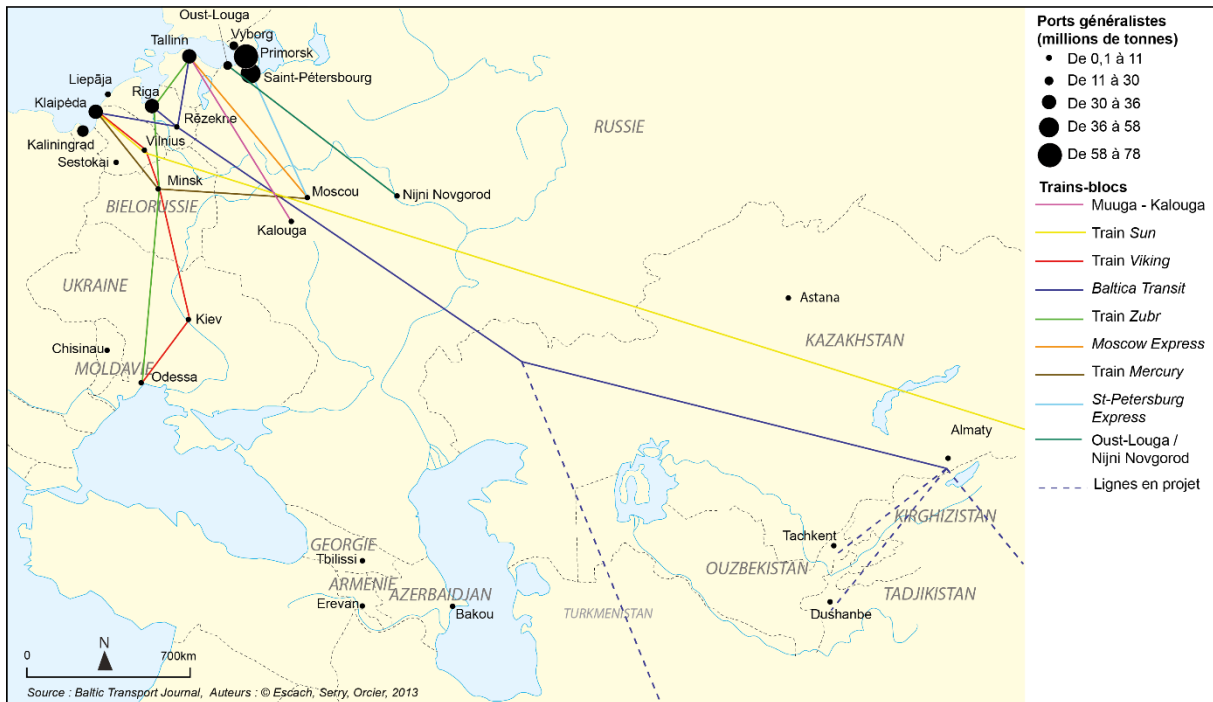 Oust-Louga
Vyborg
Tallinn
Primorsk
Saint-Pétersbourg
Liepāja
Riga
Klaipėda
Rēzekne
Kaliningrad
Vilnius
Sestokai
RUSSIE
Minsk
Moscou
Nijni Novgorod
BIELORUSSIE
Kalouga
UKRAINE
Astana
Kiev
KAZAKHSTAN
Chisinau
MOLDAVIE
Odessa
Almaty
KIRGHIZISTAN
Tachkent
GEORGIE
Tbilissi
OUZBEKISTAN
ARMENIE
AZERBAIDJAN
TADJIKISTAN
Erevan
Bakou
TURKMENISTAN
Dushanbe
N
0
700km
Source : Baltic Transport Journal, Auteurs : © Escach, Serry, Orcier, 2013
Ports généralistes
(millions de tonnes)
De 0,1 à 11
De 11 à 30
De 30 à 36
De 36 à 58
De 58 à 78
Trains-blocs
Muuga - Kalouga
Train Sun
Train Viking
Baltica Transit
Train Zubr
Moscow Express
Train Mercury
St-Petersburg
Express
Oust-Louga /
Nijni Novgorod
Lignes en projet